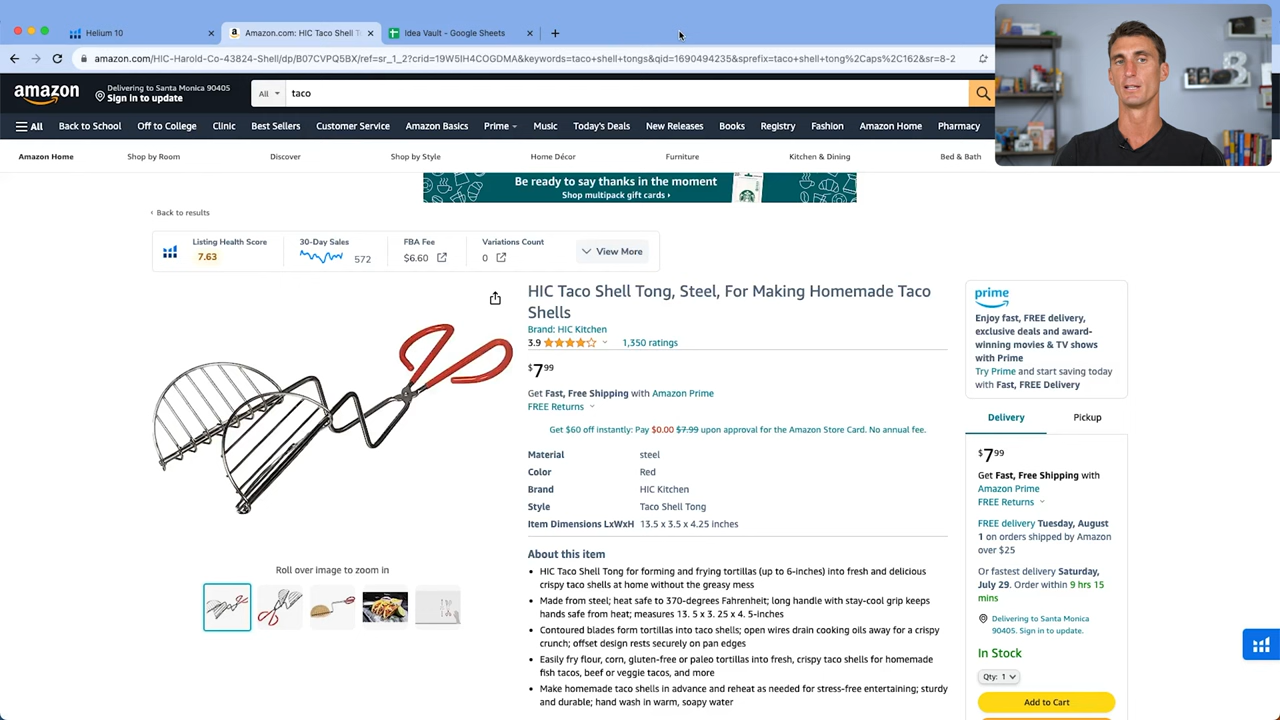 Helium 10
Amazon.com: HIC Taco Shell T
Idea Vault - Google Sheets
amazon.com/HIC-Harold-Co-43824-Shell/dp/B07CVPQ5BX/ref=sr_1_2?crid=19W5IH4COGDMA&keywords=taco+shell+tongs&qid=1690494235&sprefix=taco+shell+tong%2Caps%2C162&sr=8-2
amazon
Delivering to Santa Monica 90405
Sign in to update
All
taco
All
Back to School
Off to College
Clinic
Best Sellers
Customer Service
Amazon Basics
Prime
Music
Today's Deals
New Releases
Books
Registry
Fashion
Amazon Home
Pharmacy
Amazon Home
Shop by Room
Discover
Shop by Style
Home Décor
Furniture
Kitchen & Dining
Bed & Bath
Be ready to say thanks in the moment
Shop multipack gift cards ›
‹ Back to results
Listing Health Score
7.63
30-Day Sales
572
FBA Fee
$6.60
Variations Count
0
View More
HIC Taco Shell Tong, Steel, For Making Homemade Taco
Shells
Brand: HIC Kitchen
3.9
1,350 ratings
$7 99
Get Fast, Free Shipping with Amazon Prime
FREE Returns
Get $60 off instantly: Pay $0.00 $7.99 upon approval for the Amazon Store Card. No annual fee.
Material steel
Color Red
Brand HIC Kitchen
Style Taco Shell Tong
Item Dimensions LxWxH 13.5 x 3.5 x 4.25 inches
About this item
• HIC Taco Shell Tong for forming and frying tortillas (up to 6-inches) into fresh and delicious
crispy taco shells at home without the greasy mess
• Made from steel; heat safe to 370-degrees Fahrenheit; long handle with stay-cool grip keeps
hands safe from heat; measures 13. 5 x 3. 25 x 4. 5-inches
• Contoured blades form tortillas into taco shells; open wires drain cooking oils away for a crispy
crunch; offset design rests securely on pan edges
• Easily fry flour, corn, gluten-free or paleo tortillas into fresh, crispy taco shells for homemade
fish tacos, beef or veggie tacos, and more
• Make homemade taco shells in advance and reheat as needed for stress-free entertaining; sturdy
and durable; hand wash in warm, soapy water
Roll over image to zoom in
prime
Enjoy fast, FREE delivery,
exclusive deals and award-
winning movies & TV shows
with Prime
Try Prime and start saving today
with Fast, FREE Delivery
Delivery
Pickup
$7 99
Get Fast, Free Shipping with
Amazon Prime
FREE Returns
FREE delivery Tuesday, August
1 on orders shipped by Amazon
over $25
Or fastest delivery Saturday,
July 29. Order within 9 hrs 15
mins
Delivering to Santa Monica
90405. Sign in to update.
In Stock
Qty: 1
Add to Cart